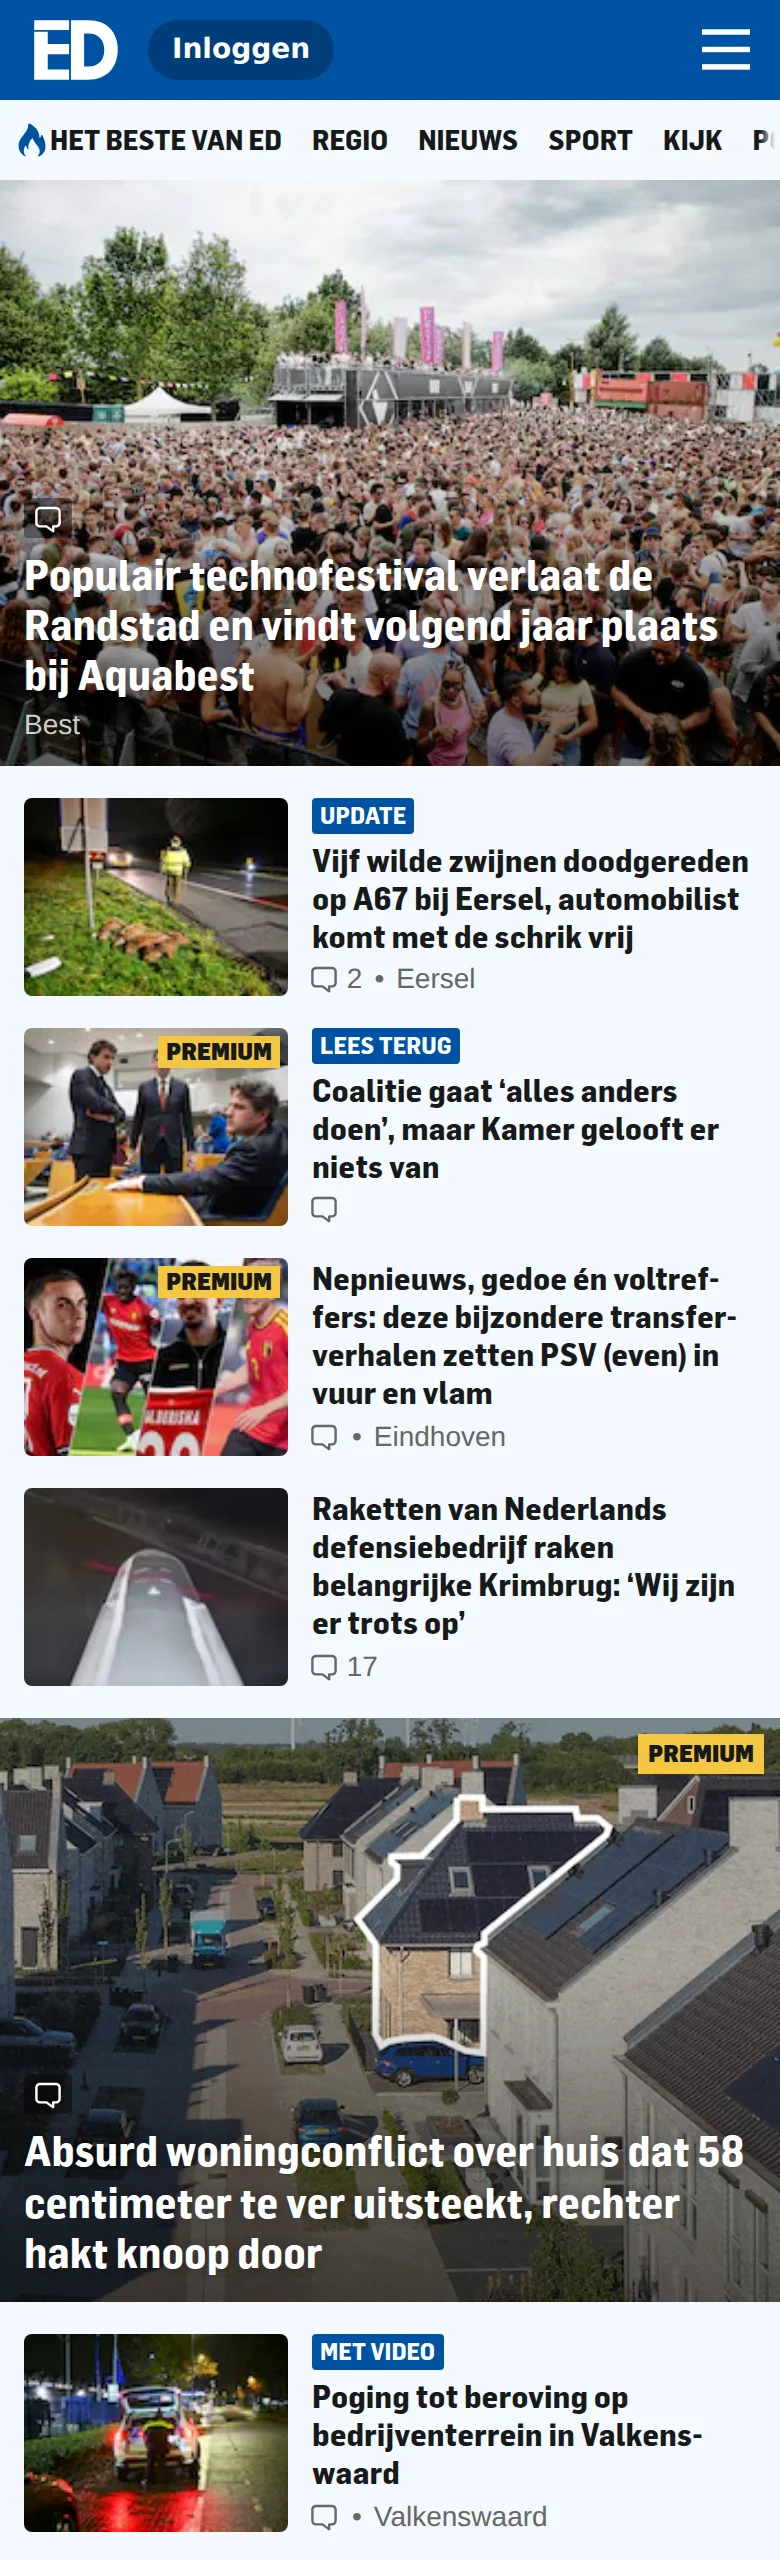 ED
Inloggen
HET BESTE VAN ED REGIO NIEUWS SPORT KIJK
Populair technofestival verlaat de
Randstad en vindt volgend jaar plaats
bij Aquabest
Best
UPDATE
Vijf wilde zwijnen doodgereden
op A67 bij Eersel, automobilist
komt met de schrik vrij
2 • Eersel
PREMIUM
LEES TERUG
Coalitie gaat ‘alles anders
doen’, maar Kamer gelooft er
niets van
PREMIUM
Nepnieuws, gedoe én voltref-
fers: deze bijzondere transfer-
verhalen zetten PSV (even) in
vuur en vlam
• Eindhoven
Raketten van Nederlands
defensiebedrijf raken
belangrijke Krimbrug: ‘Wij zijn
er trots op’
17
PREMIUM
Absurd woningconflict over huis dat 58
centimeter te ver uitsteekt, rechter
hakt knoop door
MET VIDEO
Poging tot beroving op
bedrijventerrein in Valkens-
waard
• Valkenswaard